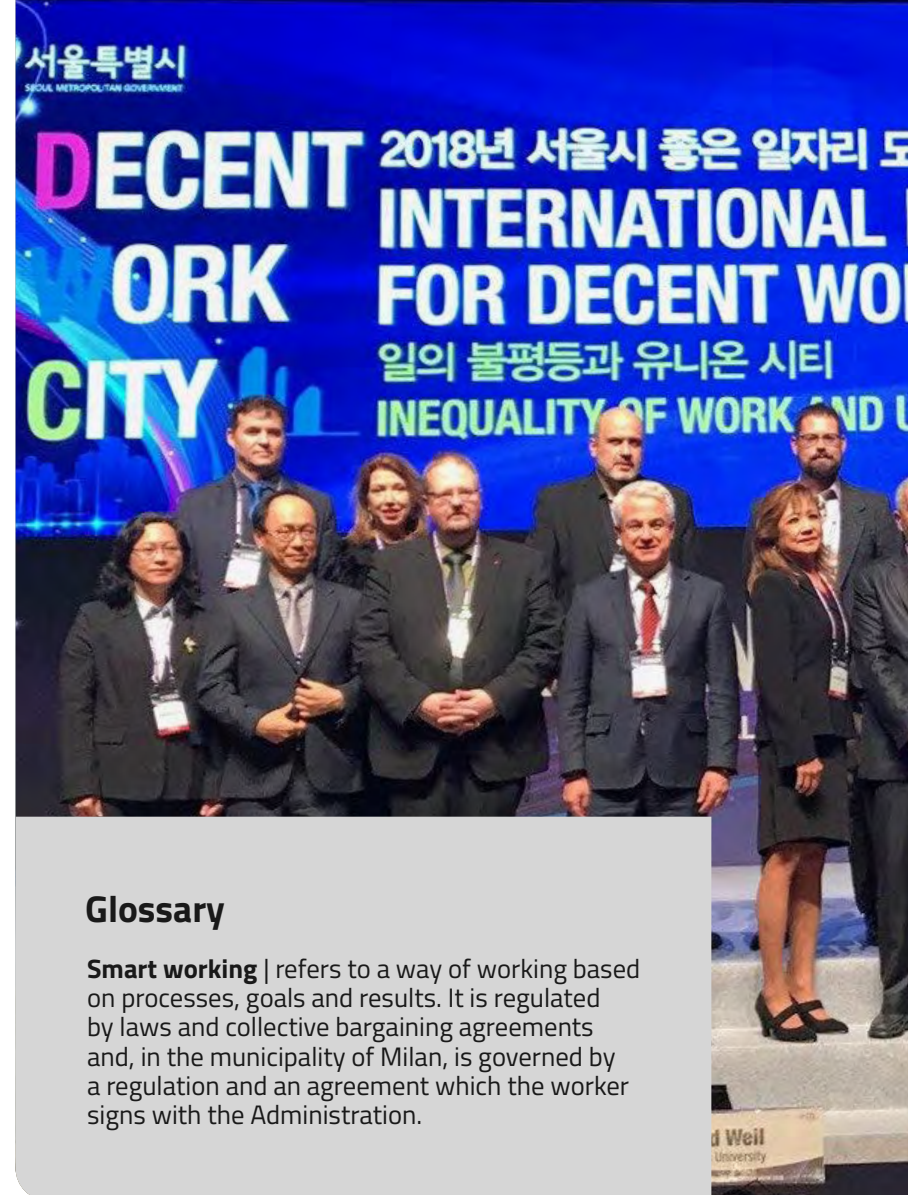 서울특별시
SEOUL METROPOLITAN GOVERNMENT
DECENT
WORK
CITY
2018년 서울시 좋은 일자리
INTERNATIONAL
FOR DECENT
일의 불평등과 유니온 시티
INEQUALITY OF WORK AND
Glossary
Smart working | refers to a way of working based
on processes, goals and results. It is regulated
by laws and collective bargaining agreements
and, in the municipality of Milan, is governed by
a regulation and an agreement which the worker
signs with the Administration.
Weil
University